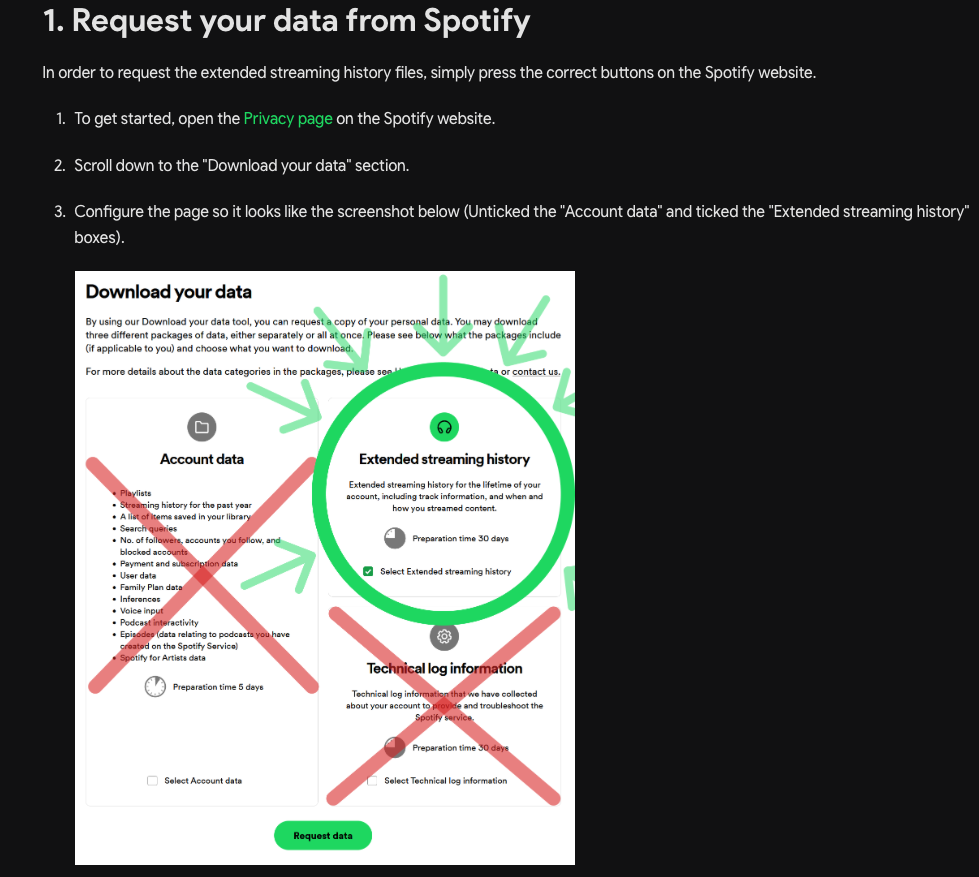 1. Request your data from Spotify
In order to request the extended streaming history files, simply press the correct buttons on the Spotify website.
1. To get started, open the Privacy page on the Spotify website.
2. Scroll down to the "Download your data" section.
3. Configure the page so it looks like the screenshot below (Unticked the "Account data" and ticked the "Extended streaming history"
boxes).
Download your data
By using our Download your data tool, you can request a copy of your personal data. You may download
three different packages of data, either separately or all at once. Please see below what the packages include
(if applicable to you) and choose what you want to download.
For more details about the data categories in the packages, please see or contact us.
Account data
• Playlists
• Streaming history for the past year
• A list of items saved in your library
• Search queries
• No. of followers, accounts you follow, and
blocked accounts
• Payment and subscription data
• User data
• Family Plan data
• Inferences
• Voice input
• Podcast interactivity
• Episodes (data relating to podcasts you have
created on the Spotify Service)
• Spotify for Artists data
Preparation time 5 days
Select Account data
Extended streaming history
Extended streaming history for the lifetime of your
account, including track information, and when and
how you streamed content.
Preparation time 30 days
Select Extended streaming history
Technical log information
Technical log information that we have collected
about your account to provide and troubleshoot the
Spotify service.
Preparation time 30 days
Select Technical log information
Request data